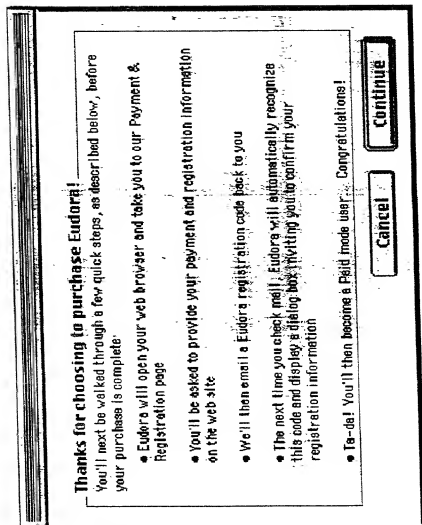 Thanks for choosing to purchase Eudora!
You'll next be walked through a few quick steps, as described below, before
your purchase is complete:
• Eudora will open your web browser and take you to our Payment &
Registration page
• You'll be asked to provide your payment and registration information
on the web site
• We'll then email a Eudora registration code back to you
• The next time you check mail, Eudora will automatically recognize
this code and display a dialog box inviting you to confirm your
registration information
• Ta-da! You'll then become a Paid mode user... Congratulations!
Cancel
Continue